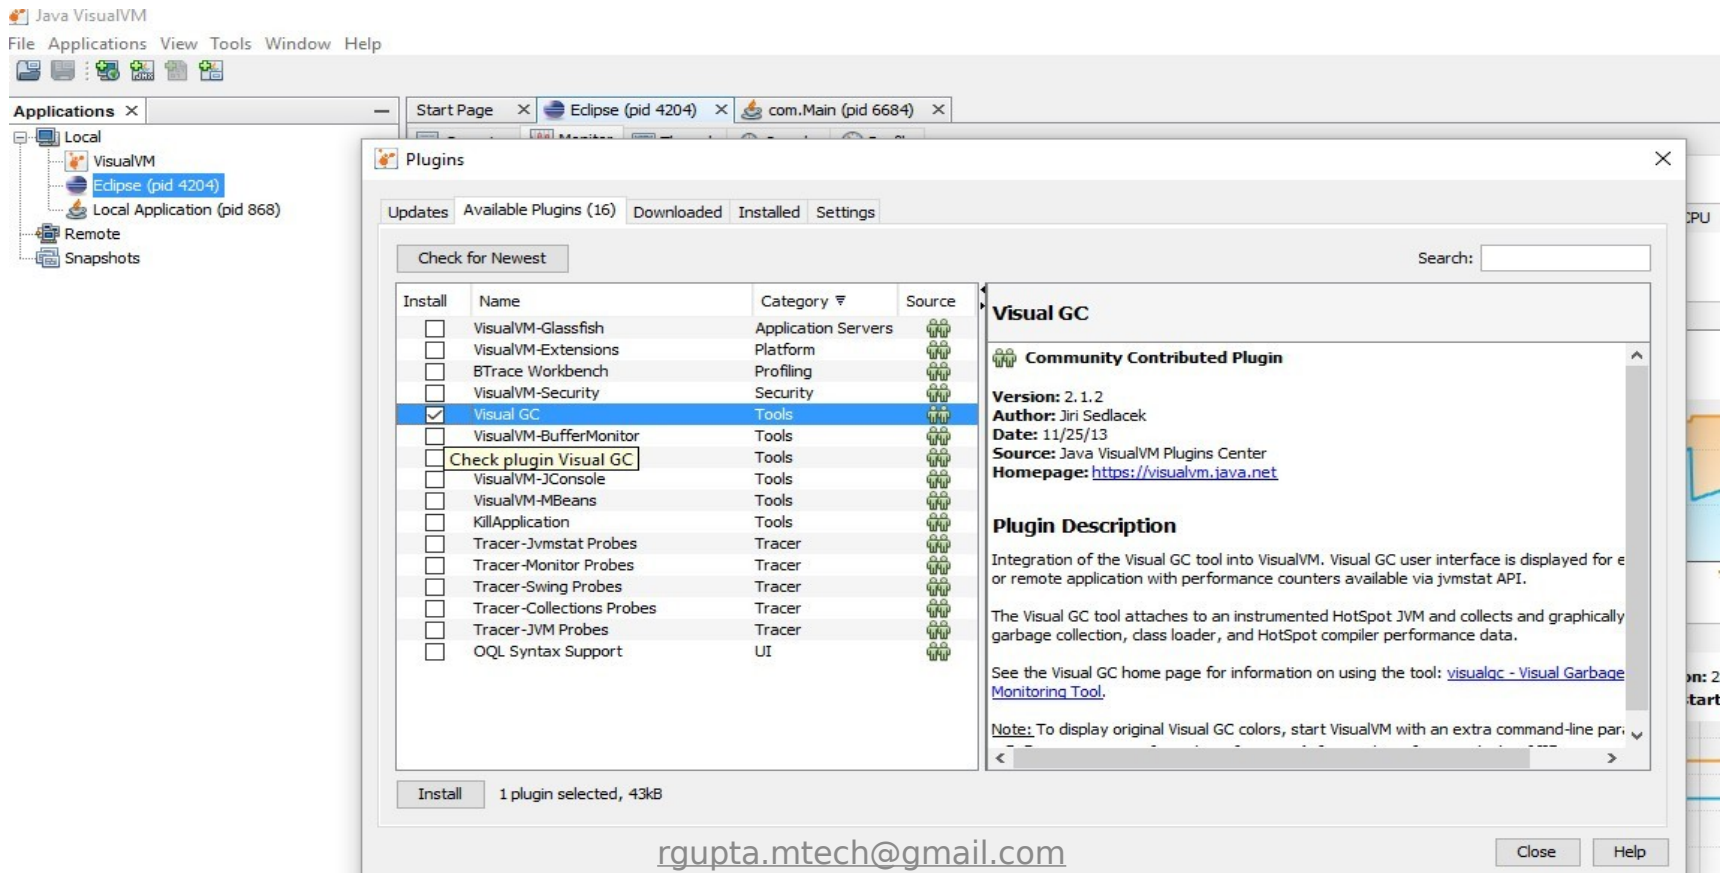 Java VisualVM
File Applications View Tools Window Help
Applications
Start Page
Eclipse (pid 4204)
com.Main (pid 6684)
Local
VisualVM
Eclipse (pid 4204)
Local Application (pid 868)
Remote
Snapshots
Plugins
Updates Available Plugins (16) Downloaded Installed Settings
Check for Newest
Search:
Install Name Category Source
VisualVM-Glassfish Application Servers
VisualVM-Extensions Platform
BTrace Workbench Profiling
VisualVM-Security Security
Visual GC Tools
VisualVM-BufferMonitor Tools
Check plugin Visual GC Tools
VisualVM-JConsole Tools
VisualVM-MBeans Tools
KillApplication Tools
Tracer-Jvmstat Probes Tracer
Tracer-Monitor Probes Tracer
Tracer-Swing Probes Tracer
Tracer-Collections Probes Tracer
Tracer-JVM Probes Tracer
OQL Syntax Support UI
Visual GC
Community Contributed Plugin
Version: 2.1.2
Author: Jiri Sedlacek
Date: 11/25/13
Source: Java VisualVM Plugins Center
Homepage: https://visualvm.java.net
Plugin Description
Integration of the Visual GC tool into VisualVM. Visual GC user interface is displayed for
or remote application with performance counters available via jvmstat API.
The Visual GC tool attaches to an instrumented HotSpot JVM and collects and graphically
garbage collection, class loader, and HotSpot compiler performance data.
See the Visual GC home page for information on using the tool: visualgc - Visual Garbage
Monitoring Tool.
Note: To display original Visual GC colors, start VisualVM with an extra command-line
Install 1 plugin selected, 43kB
Close Help
rgupta.mtech@gmail.com